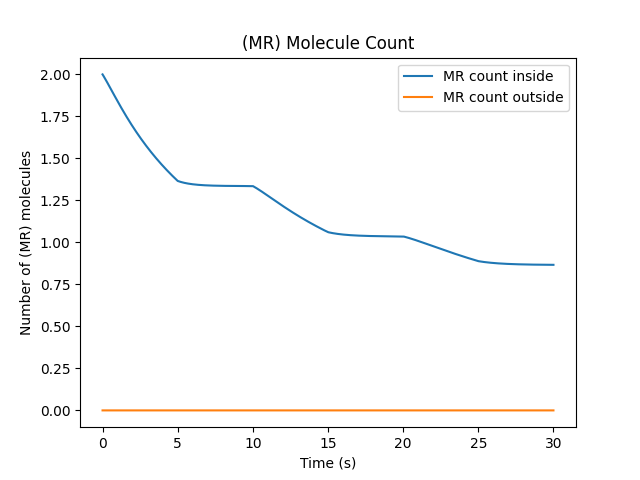 (MR) Molecule Count
MR count inside
MR count outside
Number of (MR) molecules
2.00
1.75
1.50
1.25
1.00
0.75
0.50
0.25
0.00
0 5 10 15 20 25 30
Time (s)